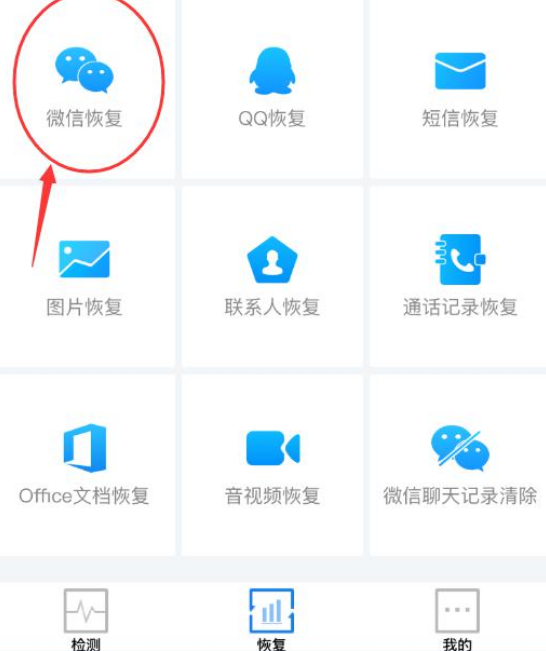 微信恢复
QQ恢复
短信恢复
图片恢复
联系人恢复
通话记录恢复
Office文档恢复
音视频恢复
微信聊天记录清除
检测
恢复
我的